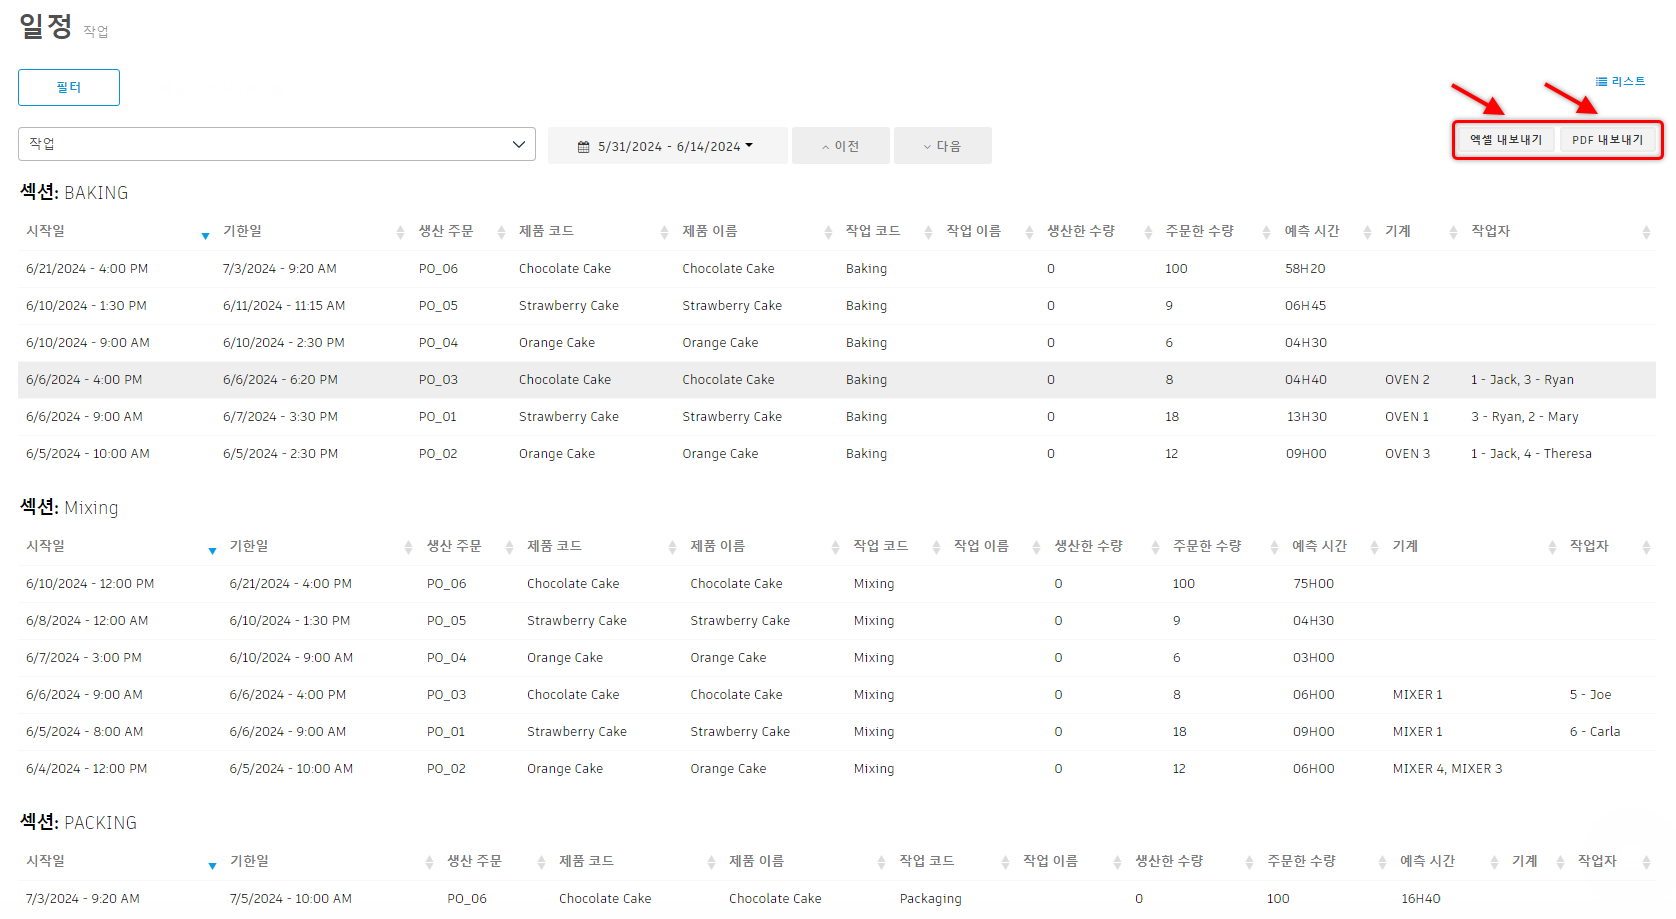 일정 작업
필터
리스트
작업
5/31/2024 - 6/14/2024 이전 다음
엑셀 내보내기 PDF 내보내기
섹션: BAKING
시작일 기한일 생산 주문 제품 코드 제품 이름 작업 코드 작업 이름 생산한 수량 주문한 수량 예측 시간 기계 작업자
6/21/2024 - 4:00 PM 7/3/2024 - 9:20 AM PO_06 Chocolate Cake Chocolate Cake Baking 0 100 58H20
6/10/2024 - 1:30 PM 6/11/2024 - 11:15 AM PO_05 Strawberry Cake Strawberry Cake Baking 0 9 06H45
6/10/2024 - 9:00 AM 6/10/2024 - 2:30 PM PO_04 Orange Cake Orange Cake Baking 0 6 04H30
6/6/2024 - 4:00 PM 6/6/2024 - 6:20 PM PO_03 Chocolate Cake Chocolate Cake Baking 0 8 04H40 OVEN 2 1 - Jack, 3 - Ryan
6/6/2024 - 9:00 AM 6/7/2024 - 3:30 PM PO_01 Strawberry Cake Strawberry Cake Baking 0 18 13H30 OVEN 1 3 - Ryan, 2 - Mary
6/5/2024 - 10:00 AM 6/5/2024 - 2:30 PM PO_02 Orange Cake Orange Cake Baking 0 12 09H00 OVEN 3 1 - Jack, 4 - Theresa
섹션: Mixing
시작일 기한일 생산 주문 제품 코드 제품 이름 작업 코드 작업 이름 생산한 수량 주문한 수량 예측 시간 기계 작업자
6/10/2024 - 12:00 PM 6/21/2024 - 4:00 PM PO_06 Chocolate Cake Chocolate Cake Mixing 0 100 75H00
6/8/2024 - 12:00 AM 6/10/2024 - 1:30 PM PO_05 Strawberry Cake Strawberry Cake Mixing 0 9 04H30
6/7/2024 - 3:00 PM 6/10/2024 - 9:00 AM PO_04 Orange Cake Orange Cake Mixing 0 6 03H00
6/6/2024 - 9:00 AM 6/6/2024 - 4:00 PM PO_03 Chocolate Cake Chocolate Cake Mixing 0 8 06H00 MIXER 1 5 - Joe
6/5/2024 - 8:00 AM 6/6/2024 - 9:00 AM PO_01 Strawberry Cake Strawberry Cake Mixing 0 18 09H00 MIXER 1 6 - Carla
6/4/2024 - 12:00 PM 6/5/2024 - 10:00 AM PO_02 Orange Cake Orange Cake Mixing 0 12 06H00 MIXER 4, MIXER 3
섹션: PACKING
시작일 기한일 생산 주문 제품 코드 제품 이름 작업 코드 작업 이름 생산한 수량 주문한 수량 예측 시간 기계 작업자
7/3/2024 - 9:20 AM 7/5/2024 - 10:00 AM PO_06 Chocolate Cake Chocolate Cake Packaging 0 100 16H40